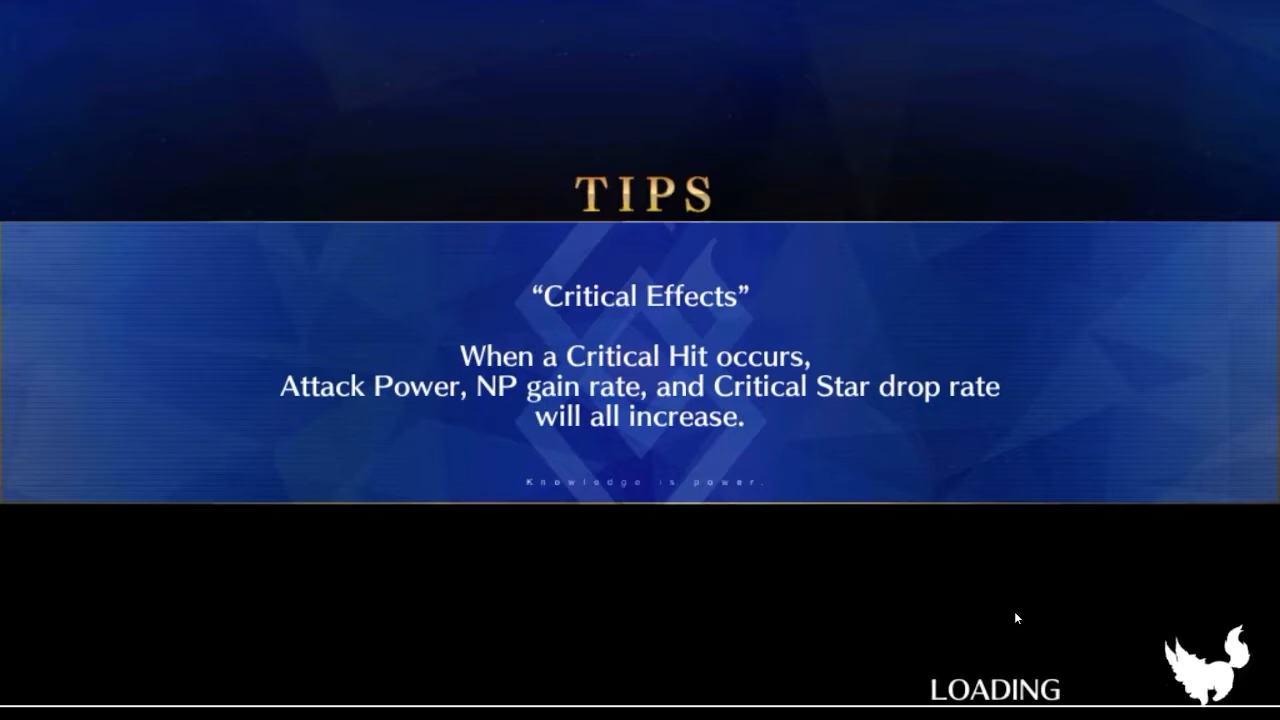 TIPS
“Critical Effects”
When a Critical Hit occurs,
Attack Power, NP gain rate, and Critical Star drop rate
will all increase.
Knowledge is power.
LOADING